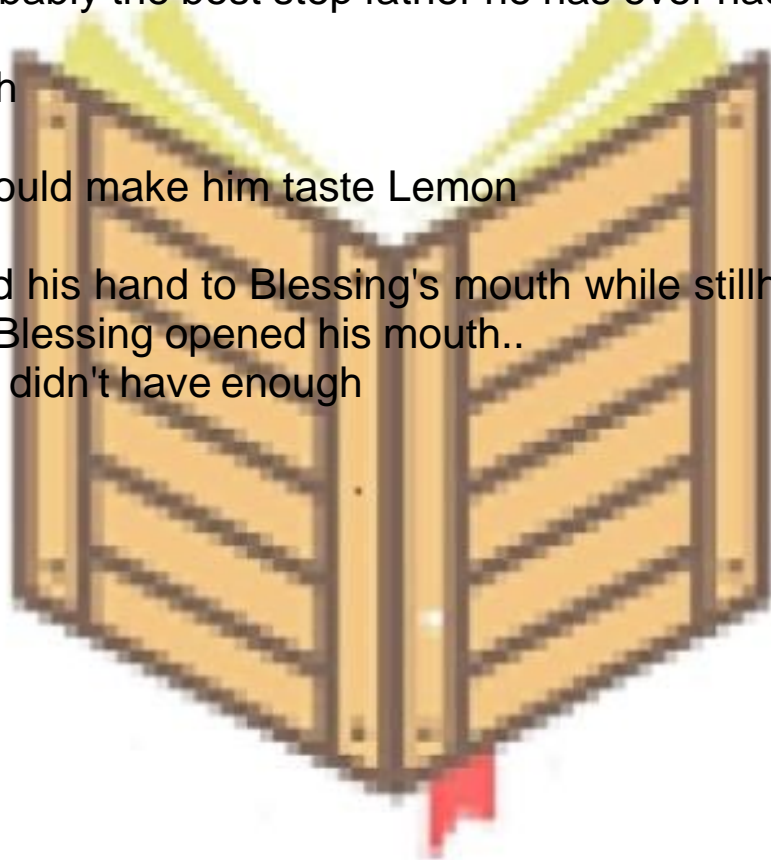 bably the best step father he has ever had
h
ould make him taste Lemon
d his hand to Blessing's mouth while stillh
Blessing opened his mouth..
didn't have enough